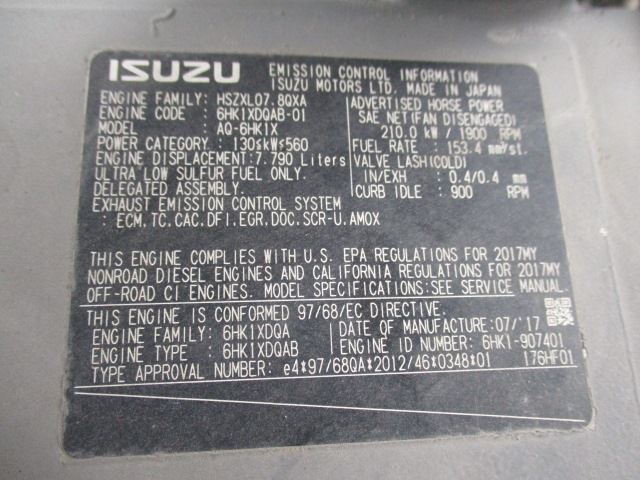 ISUZU EMISSION CONTROL INFORMATION
ISUZU MOTORS LTD. MADE IN JAPAN
ENGINE FAMILY: HSZXL07.8QXA
ENGINE CODE : 6HK1XDQAB-01
MODEL : AQ-6HK1X
POWER CATEGORY : 130≤kW≤560
ENGINE DISPLACEMENT: 7.790 Liters
ULTRA LOW SULFUR FUEL ONLY.
DELEGATED ASSEMBLY.
EXHAUST EMISSION CONTROL SYSTEM
: ECM.TC.CAC.DFI.EGR.DOC.SCR-U.AMOX
ADVERTISED HORSE POWER
SAE NET(FAN DISABLED)
210.0 kW / 1900 RPM
FUEL RATE : 153.4 mm³/st.
VALVE LASH(COLD)
IN/EXH : 0.4/0.4 mm
CURB IDLE : 900 RPM
THIS ENGINE COMPLIES WITH U.S. EPA REGULATIONS FOR 2017MY
NONROAD DIESEL ENGINES AND CALIFORNIA REGULATIONS FOR 2017MY
OFF-ROAD CI ENGINES. MODEL SPECIFICATIONS:SEE SERVICE MANUAL.
THIS ENGINE IS CONFORMED 97/68/EC DIRECTIVE.
ENGINE FAMILY : 6HK1XDQA DATE OF MANUFACTURE:07/'17
ENGINE TYPE : 6HK1XDQAB ENGINE ID NUMBER: 6HK1-907401
TYPE APPROVAL NUMBER: e4*97/68QA*2012/46*0348*01 176HF01